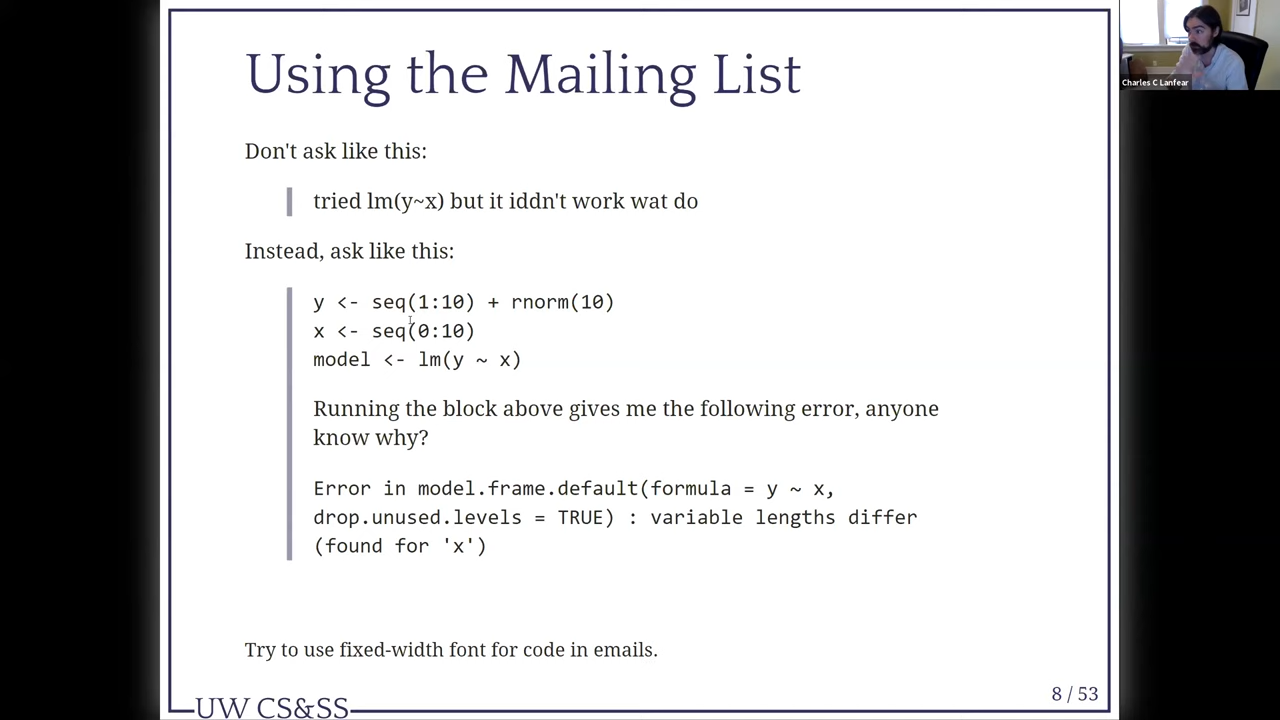 Using the Mailing List
Charles C Lanfear
Don't ask like this:
tried lm(y~x) but it iddn't work wat do
Instead, ask like this:
y <- seq(1:10) + rnorm(10)
x <- seq(0:10)
model <- lm(y ~ x)
Running the block above gives me the following error, anyone
know why?
Error in model.frame.default(formula = y ~ x,
drop.unused.levels = TRUE) : variable lengths differ
(found for 'x')
Try to use fixed-width font for code in emails.
8 / 53
UW CS&SS